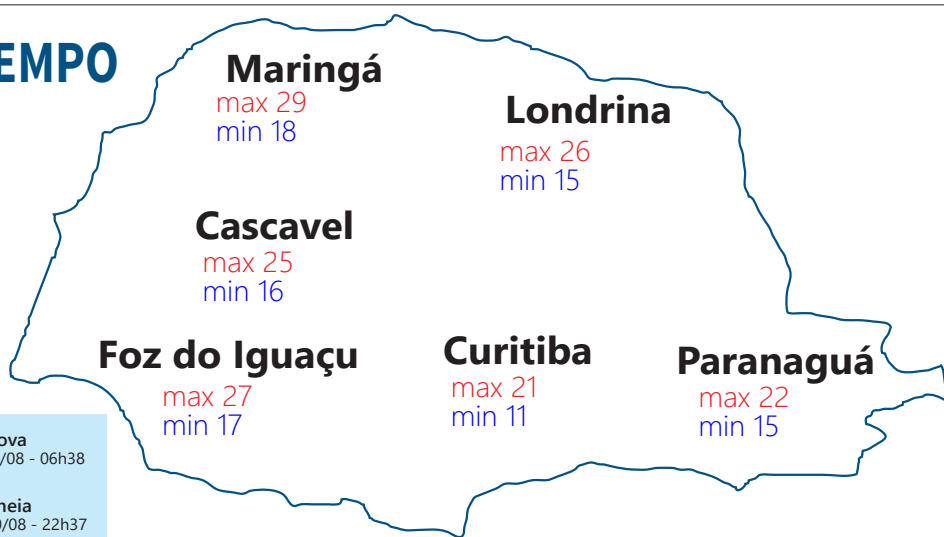 EMPO
Maringá
max 29
min 18
Londrina
max 26
min 15
Cascavel
max 25
min 16
Foz do Iguaçu
max 27
min 17
Curitiba
max 21
min 11
Paranaguá
max 22
min 15
ova
/08 - 06h38
heia
/08 - 22h37